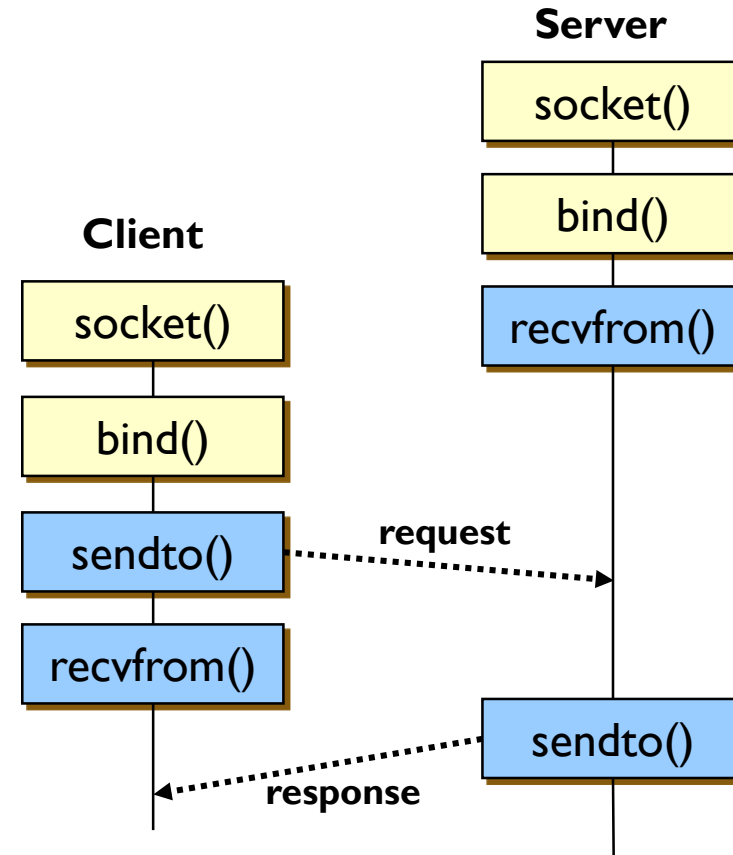 Server
socket()
bind()
recvfrom()
Client
socket()
bind()
sendto()
recvfrom()
request
sendto()
response